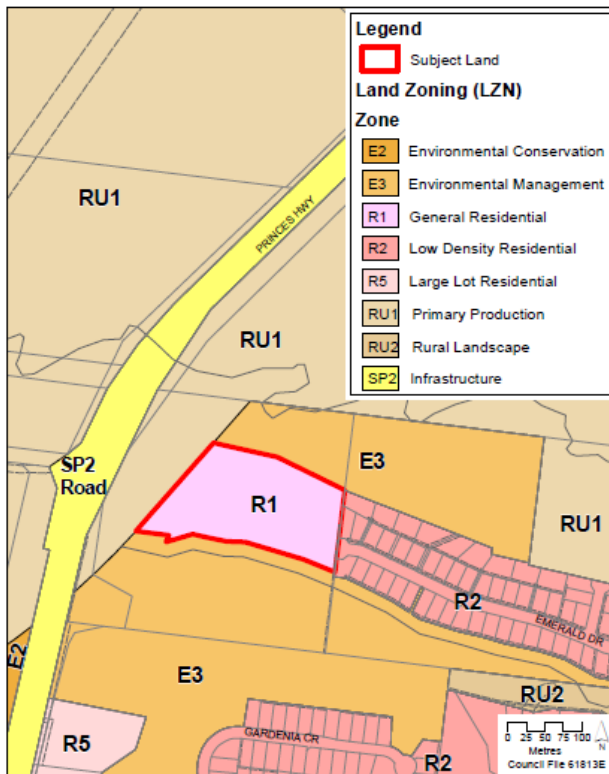 Legend
Subject Land
Land Zoning (LZN)
Zone
E2 Environmental Conservation
E3 Environmental Management
R1 General Residential
R2 Low Density Residential
R5 Large Lot Residential
RU1 Primary Production
RU2 Rural Landscape
SP2 Infrastructure
RU1
PRINCES HWY
RU1
SP2
Road
E3
R1
RU1
R2
EMERALD DR
E2
E3
RU2
R5
GARDENIA CR
R2
0 25 50 75 100
Metres
N
Council File 61813E